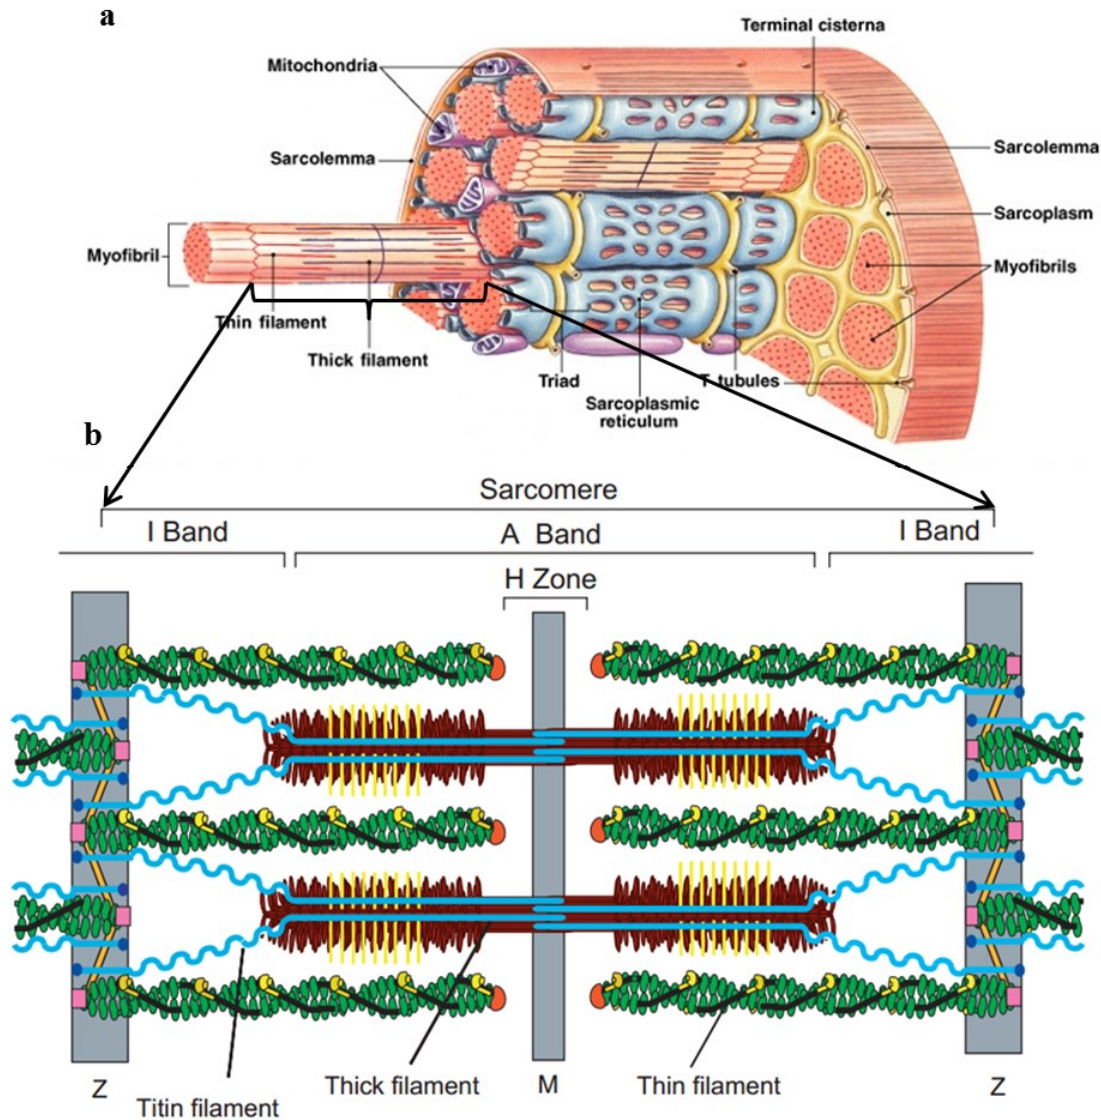 a
Terminal cisterna
Mitochondria
Sarcolemma
Sarcolemma
Sarcoplasm
Myofibril
Myofibrils
Thin filament
Thick filament
Triad
T tubules
Sarcoplasmic
reticulum
b
Sarcomere
I Band
A Band
I Band
H Zone
Z
Titin filament
Thick filament
M
Thin filament
Z